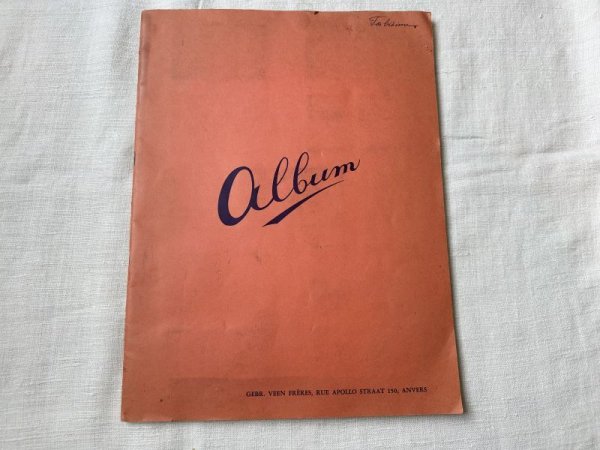 Album
GEBR. VEEN FRÈRES, RUE APOLLO STRAAT 150, ANVERS